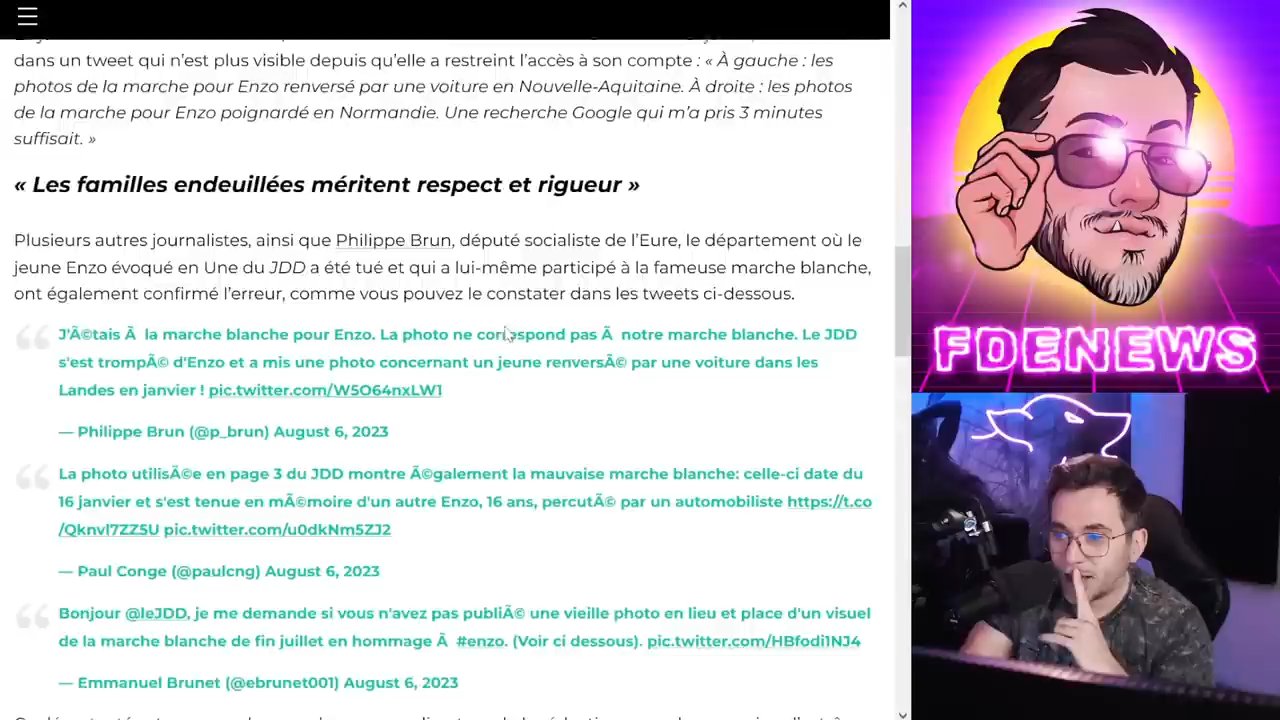 dans un tweet qui n'est plus visible depuis qu'elle a restreint l'accès à son compte : « À gauche : les
photos de la marche pour Enzo renversé par une voiture en Nouvelle-Aquitaine. À droite : les photos
de la marche pour Enzo poignardé en Normandie. Une recherche Google qui m'a pris 3 minutes
suffisait. »
« Les familles endeuillées méritent respect et rigueur »
Plusieurs autres journalistes, ainsi que Philippe Brun, député socialiste de l'Eure, le département où le
jeune Enzo évoqué en Une du JDD a été tué et qui a lui-même participé à la fameuse marche blanche,
ont également confirmé l'erreur, comme vous pouvez le constater dans les tweets ci-dessous.
J'Ã©tais Ã  la marche blanche pour Enzo. La photo ne correspond pas Ã  notre marche blanche. Le JDD
s'est trompÃ© d'Enzo et a mis une photo concernant un jeune renversÃ© par une voiture dans les
Landes en janvier ! pic.twitter.com/W5O64nxLW1
— Philippe Brun (@p_brun) August 6, 2023
La photo utilisÃ©e en page 3 du JDD montre Ã©galement la mauvaise marche blanche: celle-ci date du
16 janvier et s'est tenue en mÃ©moire d'un autre Enzo, 16 ans, percutÃ© par un automobiliste https://t.co
/Qknvl7ZZ5U pic.twitter.com/u0dkNm5ZJ2
— Paul Conge (@paulcng) August 6, 2023
Bonjour @leJDD, je me demande si vous n'avez pas publiÃ© une vieille photo en lieu et place d'un visuel
de la marche blanche de fin juillet en hommage Ã  #enzo. (Voir ci dessous). pic.twitter.com/HBfodi1NJ4
— Emmanuel Brunet (@ebrunet001) August 6, 2023
FDENEWS